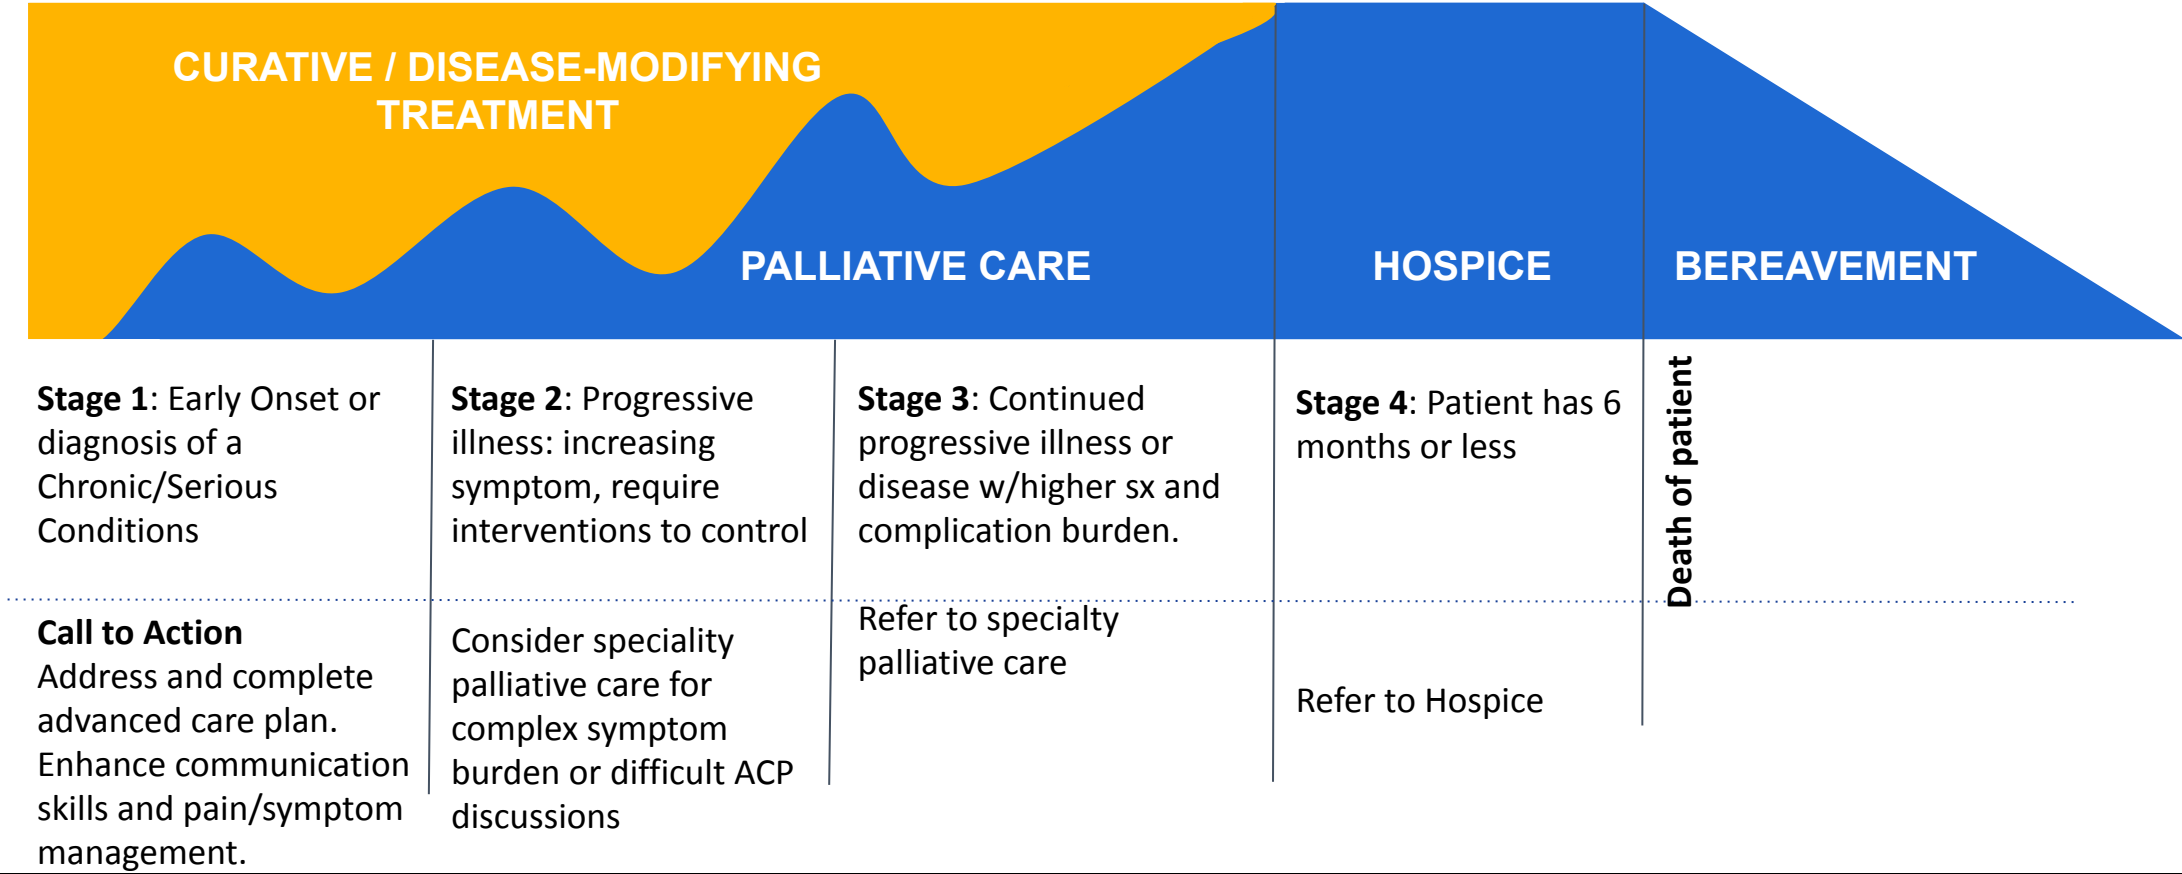 CURATIVE / DISEASE-MODIFYING
TREATMENT
PALLIATIVE CARE
HOSPICE
BEREAVEMENT
Stage 1: Early Onset or
diagnosis of a
Chronic/Serious
Conditions
Stage 2: Progressive
illness: increasing
symptom, require
interventions to control
Stage 3: Continued
progressive illness or
disease w/higher sx and
complication burden.
Stage 4: Patient has 6
months or less
Death of patient
Call to Action
Address and complete
advanced care plan.
Enhance communication
skills and pain/symptom
management.
Consider speciality
palliative care for
complex symptom
burden or difficult ACP
discussions
Refer to specialty
palliative care
Refer to Hospice